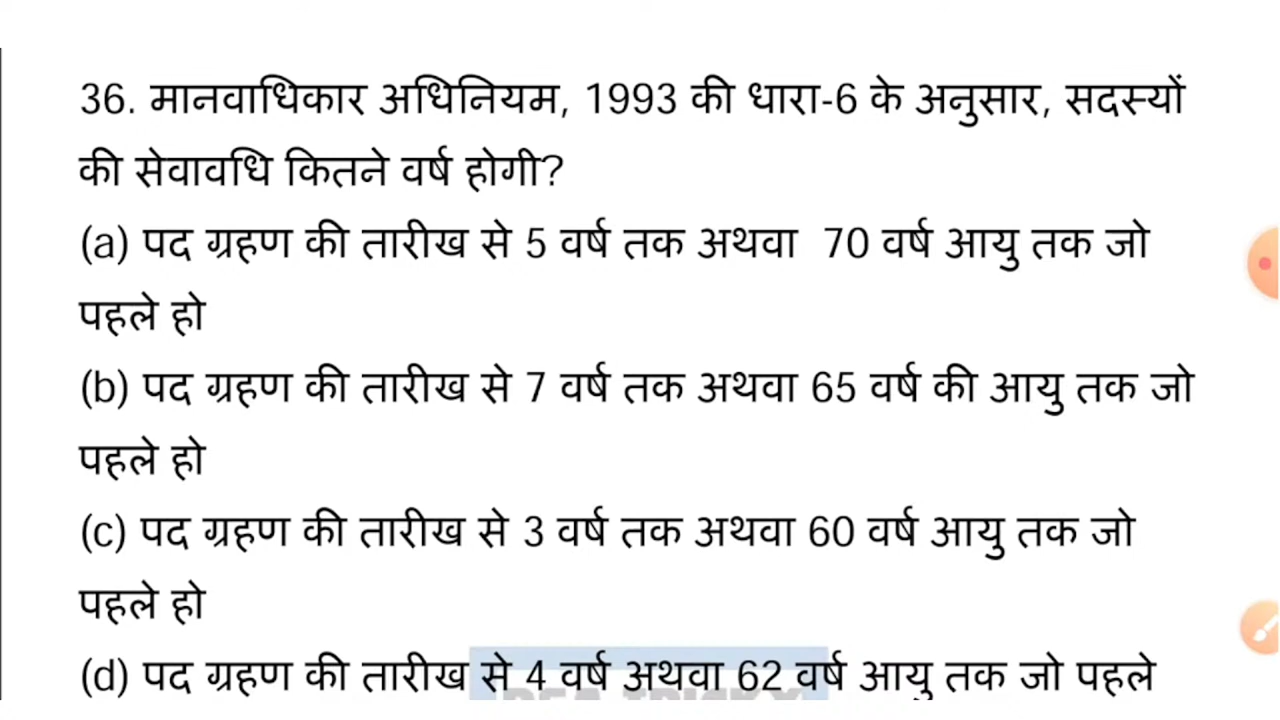 36. मानवाधिकार अधिनियम, 1993 की धारा-6 के अनुसार, सदस्यों
की सेवावधि कितने वर्ष होगी?
(a) पद ग्रहण की तारीख से 5 वर्ष तक अथवा 70 वर्ष आयु तक जो
पहले हो
(b) पद ग्रहण की तारीख से 7 वर्ष तक अथवा 65 वर्ष की आयु तक जो
पहले हो
(c) पद ग्रहण की तारीख से 3 वर्ष तक अथवा 60 वर्ष आयु तक जो
पहले हो
(d) पद ग्रहण की तारीख से 4 वर्ष अथवा 62 वर्ष आयु तक जो पहले